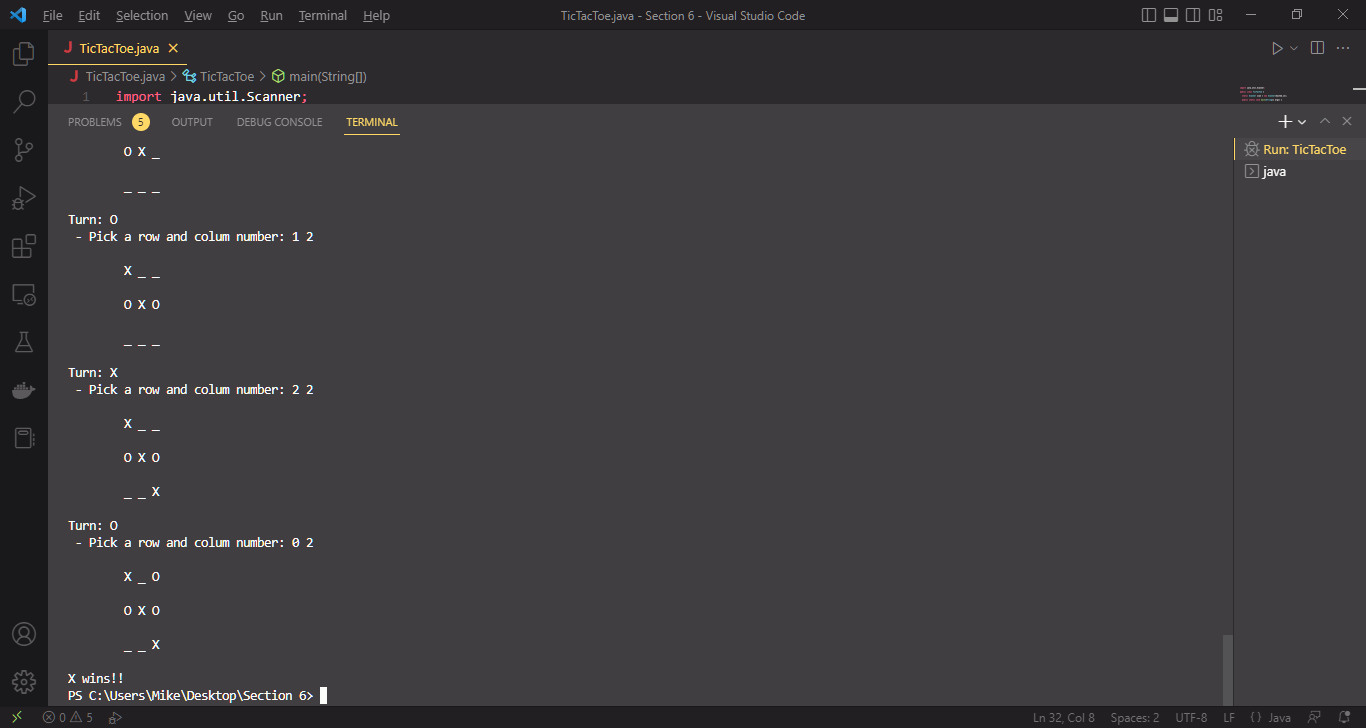 File Edit Selection View Go Run Terminal Help TicTacToe.java - Section 6 - Visual Studio Code
J TicTacToe.java
J TicTacToe.java > TicTacToe > main(String[])
1 import java.util.Scanner;
PROBLEMS 5 OUTPUT DEBUG CONSOLE TERMINAL
Run: TicTacToe
java
O X _
_ _ _
Turn: O
- Pick a row and colum number: 1 2
X _ _
O X O
_ _ _
Turn: X
- Pick a row and colum number: 2 2
X _ _
O X O
_ _ X
Turn: O
- Pick a row and colum number: 0 2
X _ O
O X O
_ _ X
X wins!!
PS C:\Users\Mike\Desktop\Section 6>
0 5 Ln 32, Col 8 Spaces: 2 UTF-8 LF {} Java